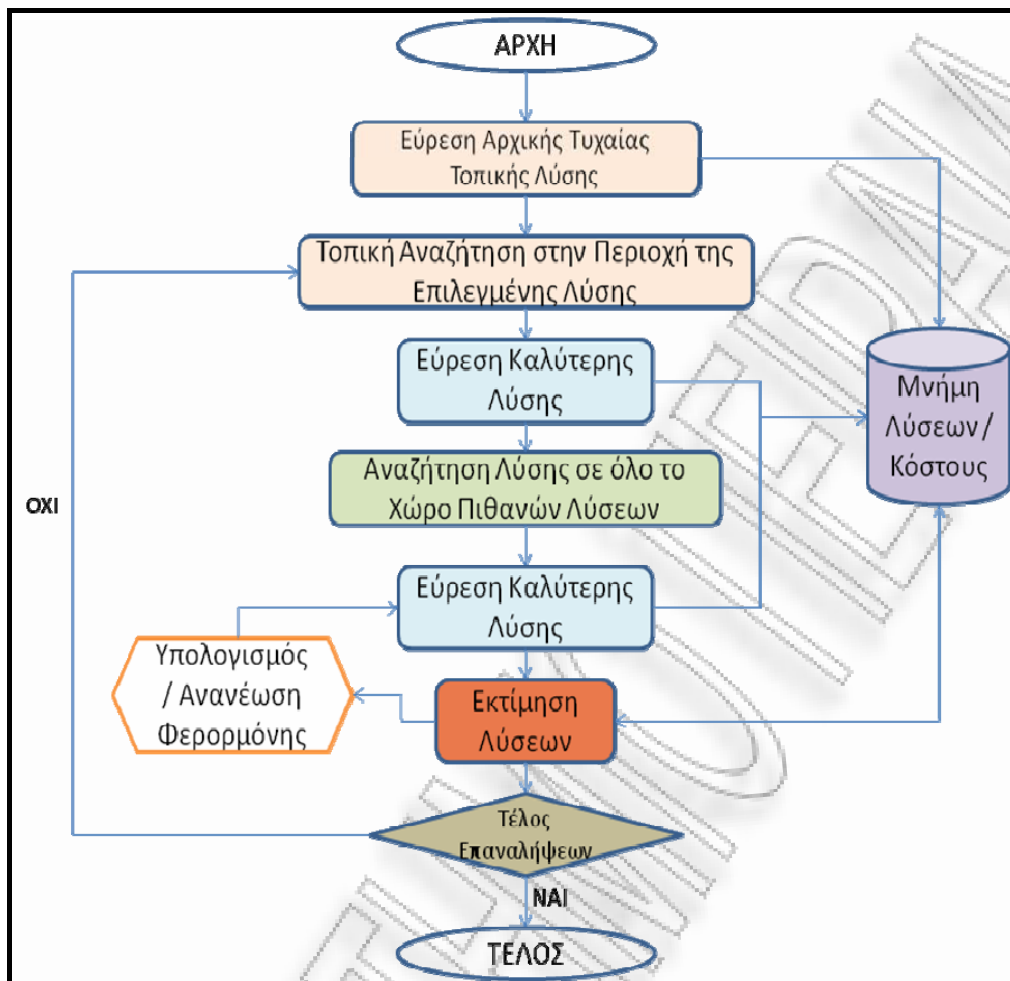 ΑΡΧΗ
Εύρεση Αρχικής Τυχαίας
Τοπικής Λύσης
Τοπική Αναζήτηση στην Περιοχή της
Επιλεγμένης Λύσης
Εύρεση Καλύτερης
Λύσης
Μνήμη
Λύσεων /
Κόστους
Αναζήτηση Λύσης σε όλο το
Χώρο Πιθανών Λύσεων
ΟΧΙ
Εύρεση Καλύτερης
Λύσης
Υπολογισμός
/ Ανανέωση
Φερορμόνης
Εκτίμηση
Λύσεων
Τέλος
Επαναλήψεων
ΝΑΙ
ΤΕΛΟΣ